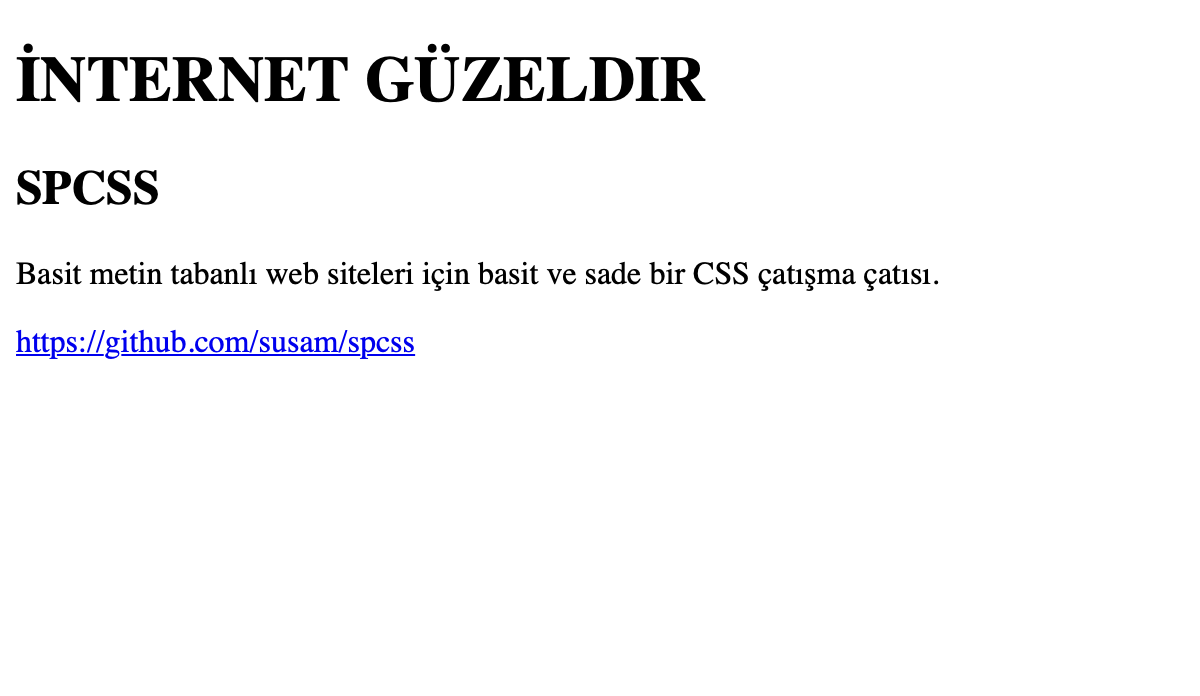 İNTERNET GÜZELDIR
SPCSS
Basit metin tabanlı web siteleri için basit ve sade bir CSS çatışma çatısı.
https://github.com/susam/spcss